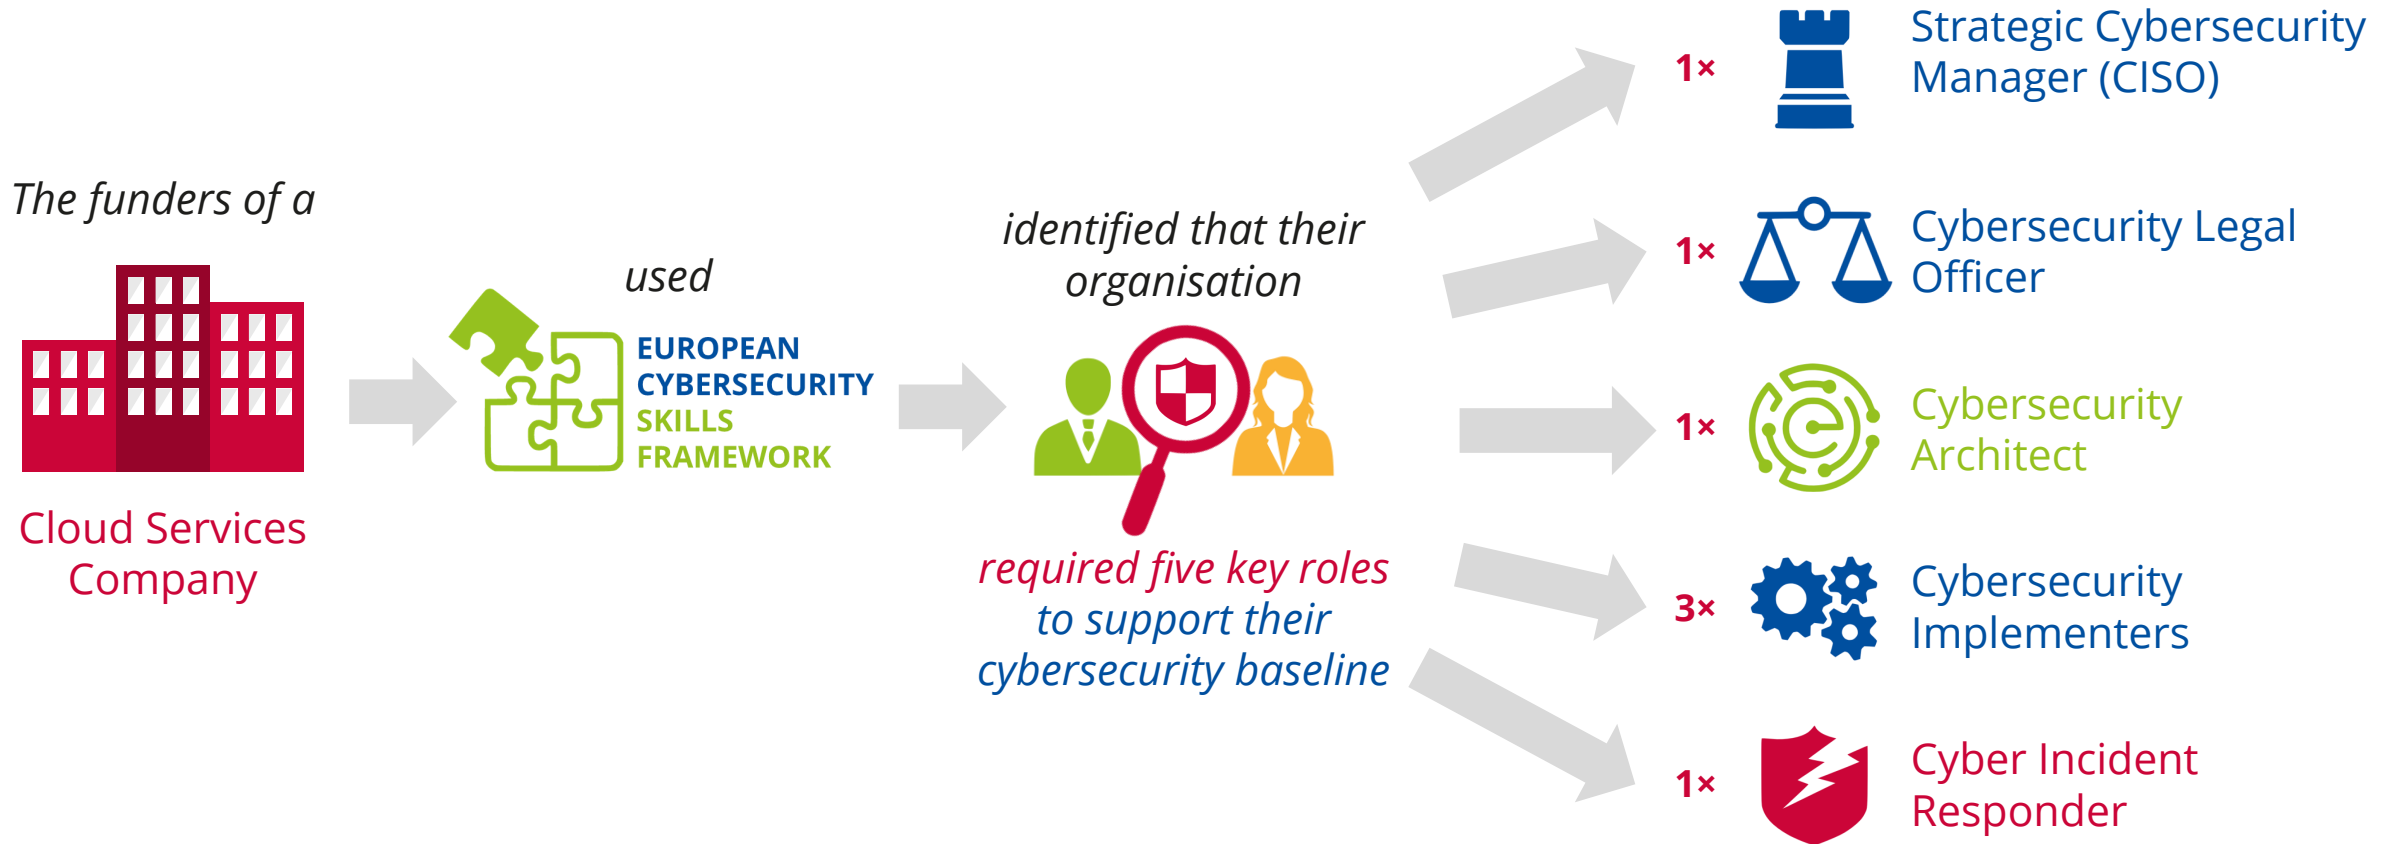 The funders of a
Cloud Services
Company
used
EUROPEAN
CYBERSECURITY
SKILLS
FRAMEWORK
identified that their
organisation
required five key roles
to support their
cybersecurity baseline
1×
Strategic Cybersecurity
Manager (CISO)
1×
Cybersecurity Legal
Officer
1×
Cybersecurity
Architect
3×
Cybersecurity
Implementers
1×
Cyber Incident
Responder